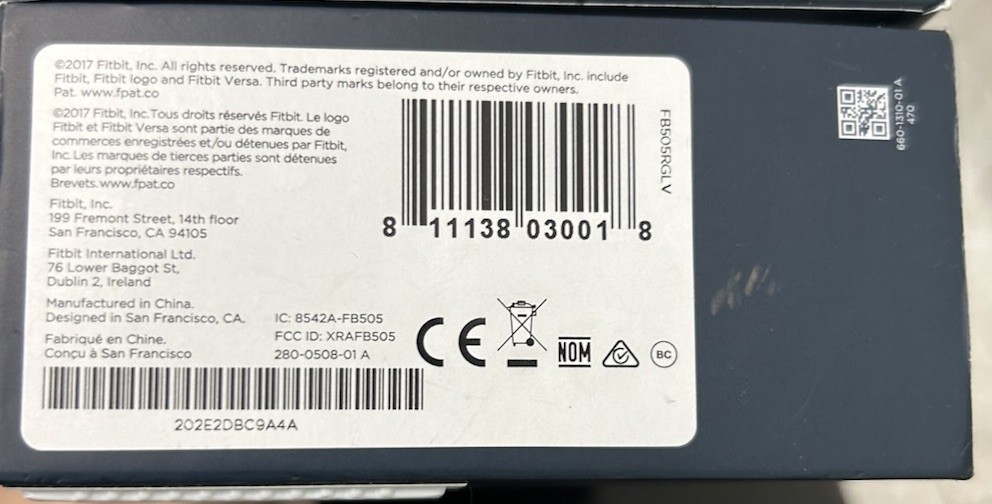 ©2017 Fitbit, Inc. All rights reserved. Trademarks registered and/or owned by Fitbit, Inc. include
Fitbit, Fitbit logo and Fitbit Versa. Third party marks belong to their respective owners.
Pat. www.fpat.co
©2017 Fitbit, Inc.Tous droits réservés Fitbit. Le logo
Fitbit et Fitbit Versa sont partie des marques de
commerces enregistrées et/ou détenues par Fitbit,
Inc. Les marques de tierces parties sont détenues
par leurs propriétaires respectifs.
Brevets. www.fpat.co
Fitbit, Inc.
199 Fremont Street, 14th floor
San Francisco, CA 94105
Fitbit International Ltd.
76 Lower Baggot St,
Dublin 2, Ireland
Manufactured in China.
Designed in San Francisco, CA.
Fabriqué en Chine.
Conçu à San Francisco
IC: 8542A-FB505
FCC ID: XRAFB505
280-0508-01 A
202E2DBC9A4A
8 11138 03001 8
FB505RGLV
CE
NOM
BC
660-1310-01 A
470